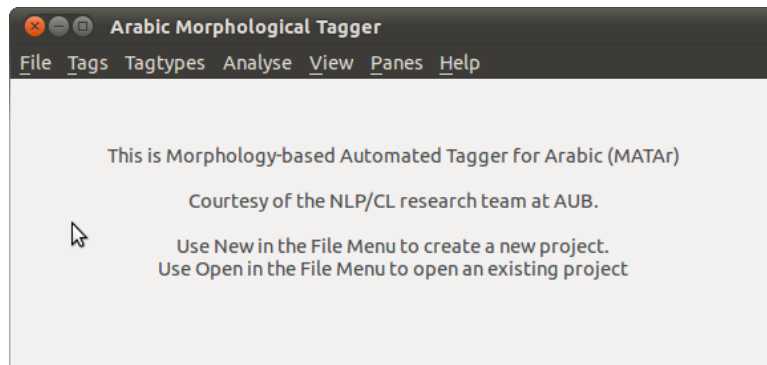 Arabic Morphological Tagger
File Tags Tagtypes Analyse View Panes Help
This is Morphology-based Automated Tagger for Arabic (MATAr)
Courtesy of the NLP/CL research team at AUB.
Use New in the File Menu to create a new project.
Use Open in the File Menu to open an existing project